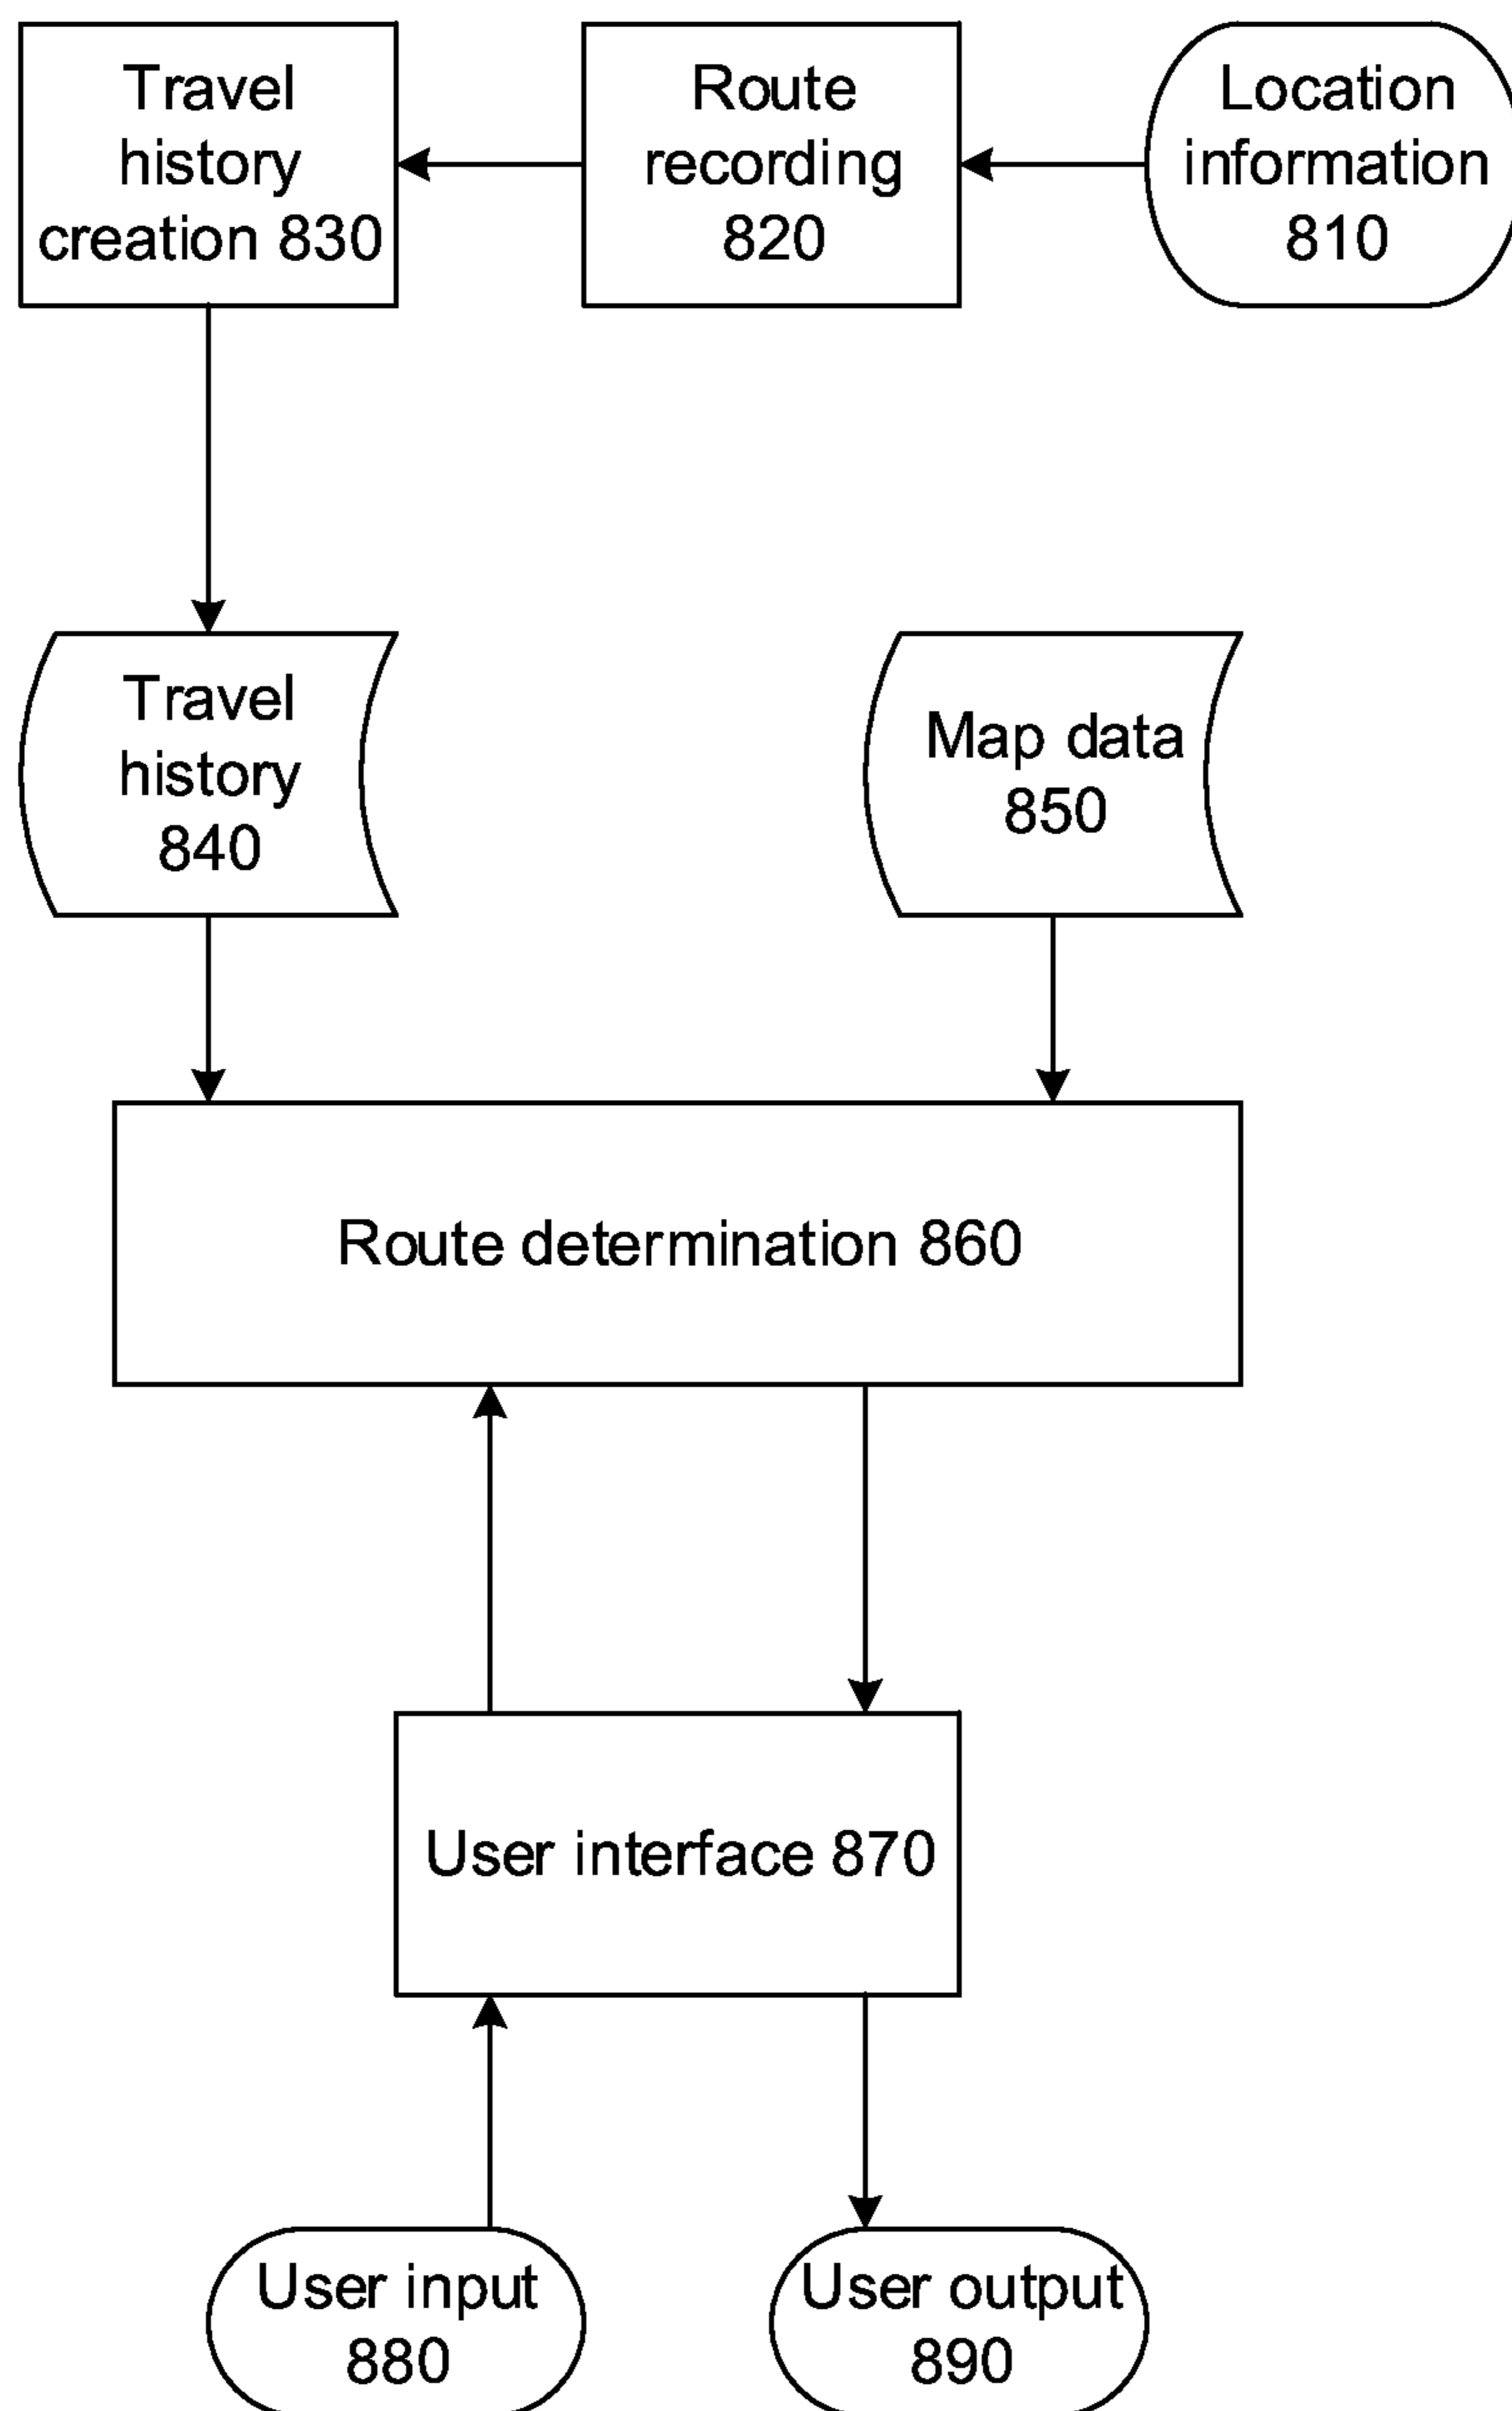 Travel
history
creation 830
Route
recording
820
Location
information
810
Travel
history
840
Map data
850
Route determination 860
User interface 870
User input
880
User output
890